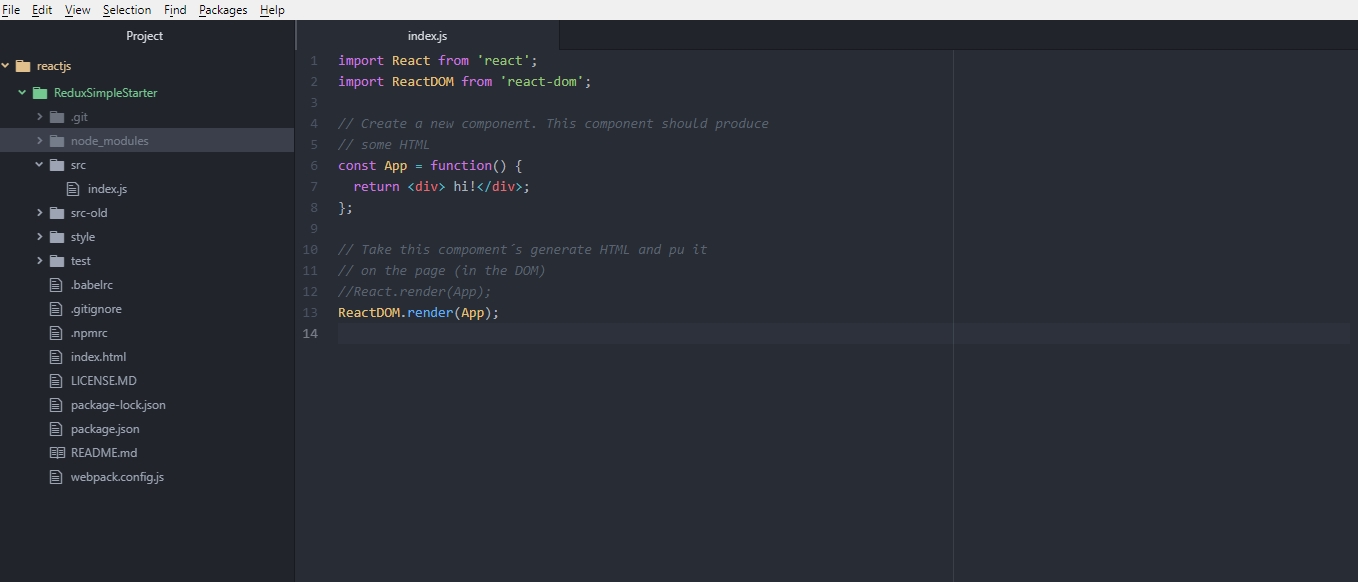 File Edit View Selection Find Packages Help
Project
reactjs
ReduxSimpleStarter
.git
node_modules
src
index.js
src-old
style
test
.babelrc
.gitignore
.npmrc
index.html
LICENSE.MD
package-lock.json
package.json
README.md
webpack.config.js
index.js
1 import React from 'react';
2 import ReactDOM from 'react-dom';
3
4 // Create a new component. This component should produce
5 // some HTML
6 const App = function() {
7   return <div> hi!</div>;
8 };
9
10 // Take this compoment´s generate HTML and pu it
11 // on the page (in the DOM)
12 //React.render(App);
13 ReactDOM.render(App);
14